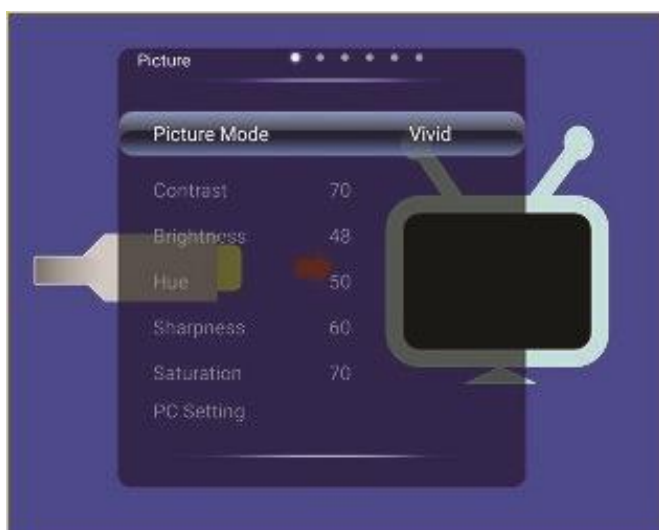 Picture
Picture Mode Vivid
Contrast 70
Brightness 48
Hue 50
Sharpness 60
Saturation 70
PC Setting